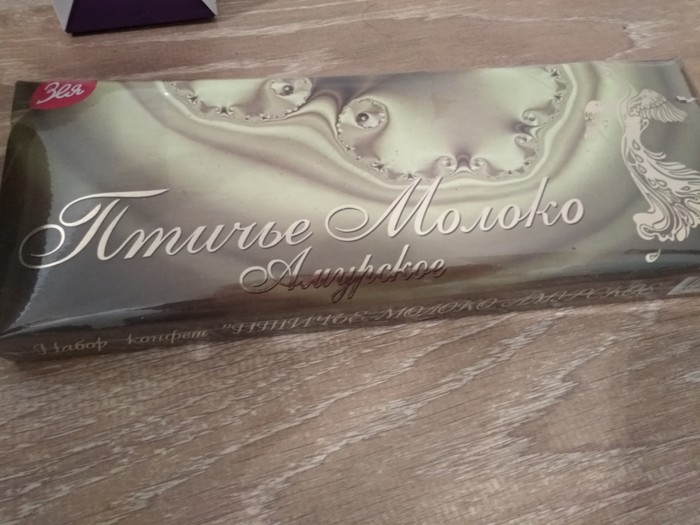 Зея
Птичье Молоко
Амурское
Набор конфет "ПТИЧЬЕ МОЛОКО АМУРСКОЕ"